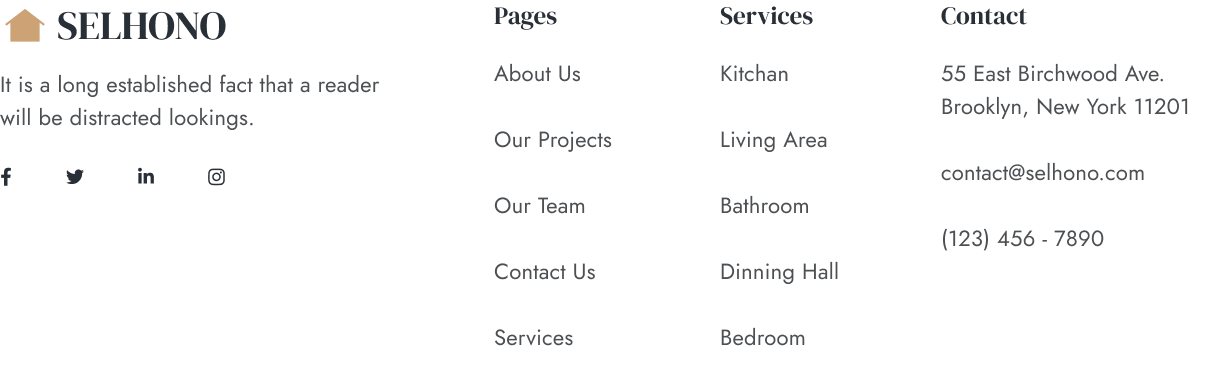 SELHONO
It is a long established fact that a reader
will be distracted lookings.
Pages
About Us
Our Projects
Our Team
Contact Us
Services
Services
Kitchan
Living Area
Bathroom
Dinning Hall
Bedroom
Contact
55 East Birchwood Ave.
Brooklyn, New York 11201
contact@selhono.com
(123) 456 - 7890